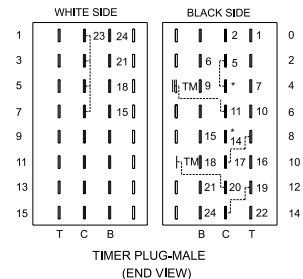 WHITE SIDE BLACK SIDE
1 23 24 2 1 0
3 21 6 5 2
5 18 TM 9 * 7 4
7 15 11 10 6
9 15 * 14 8 8
11 TM 18 17 16 10
13 21 20 19 12
15 24 22 14
T C B B C T
TIMER PLUG-MALE
(END VIEW)